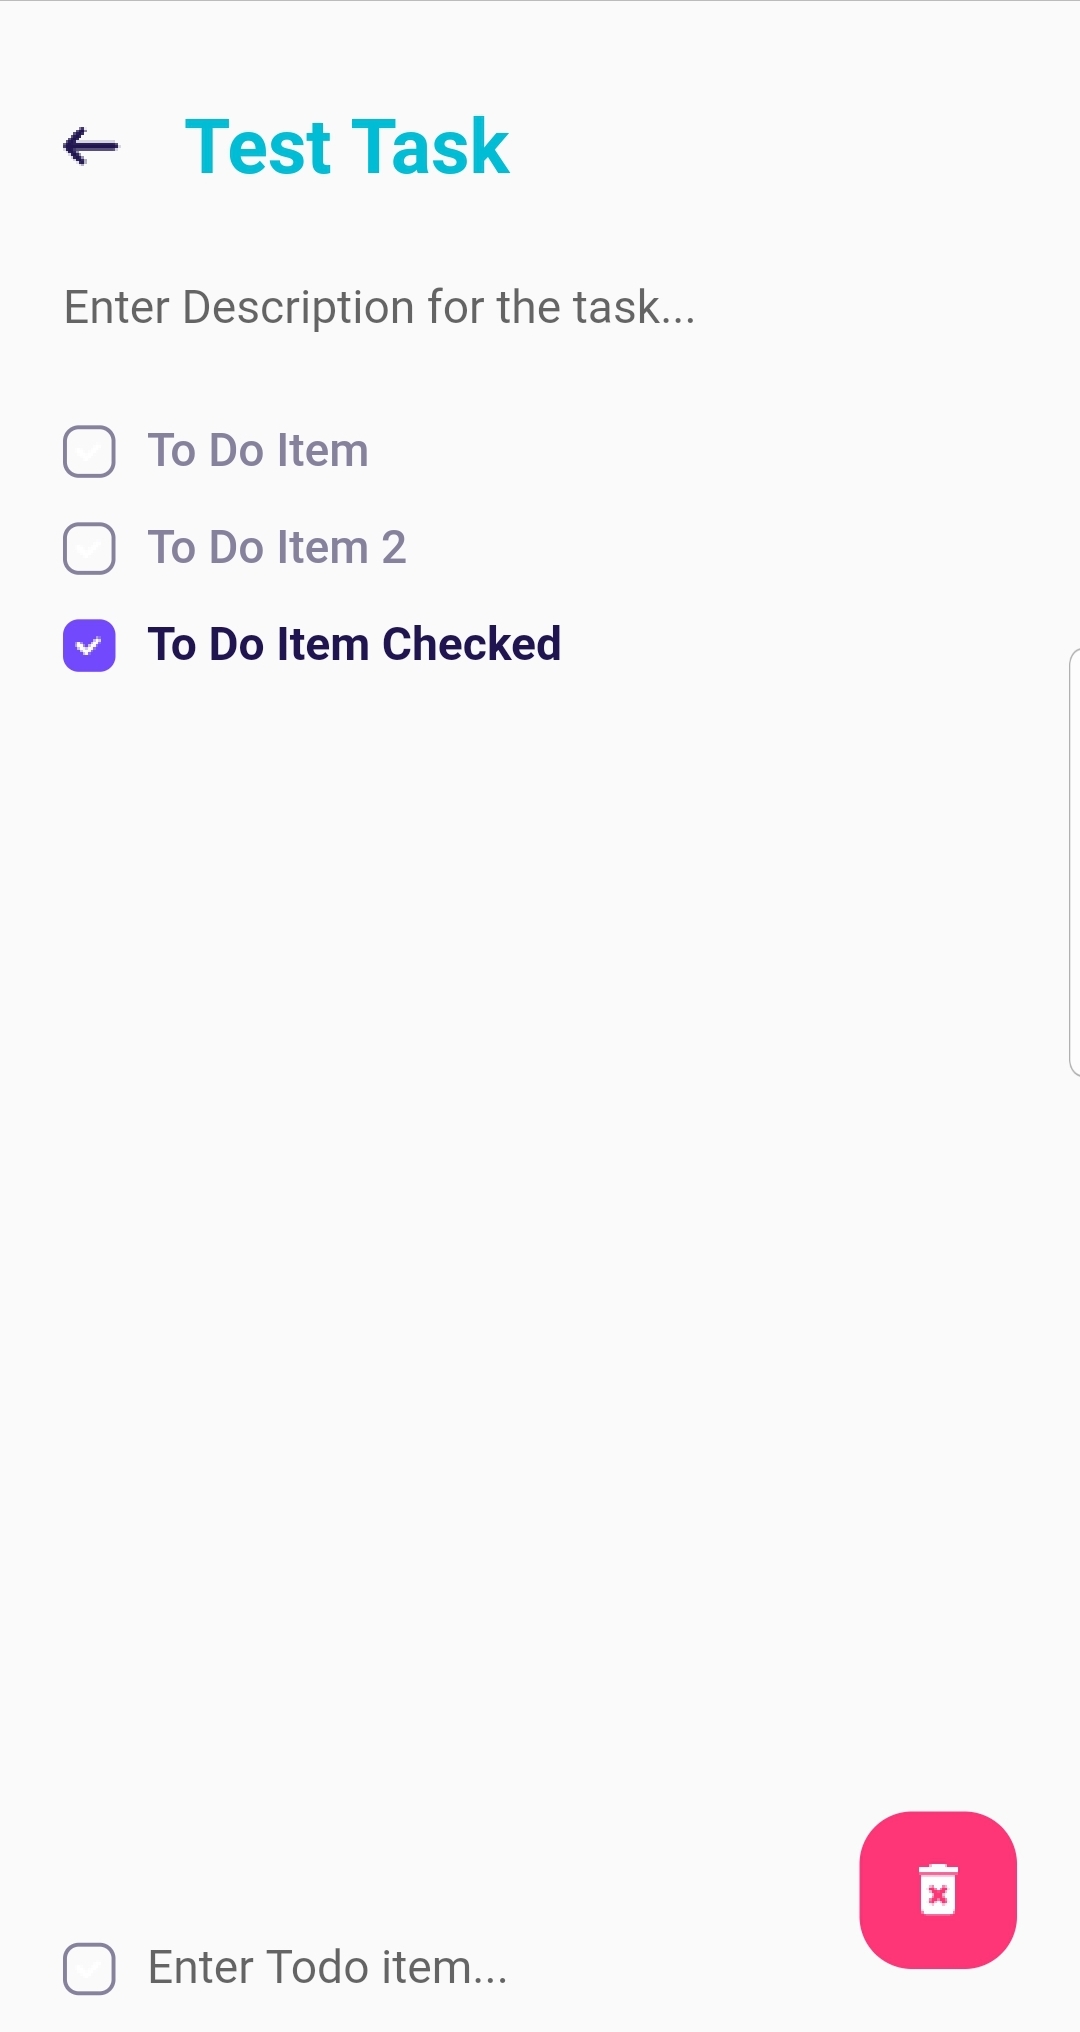 Test Task
Enter Description for the task...
To Do Item
To Do Item 2
To Do Item Checked
Enter Todo item...